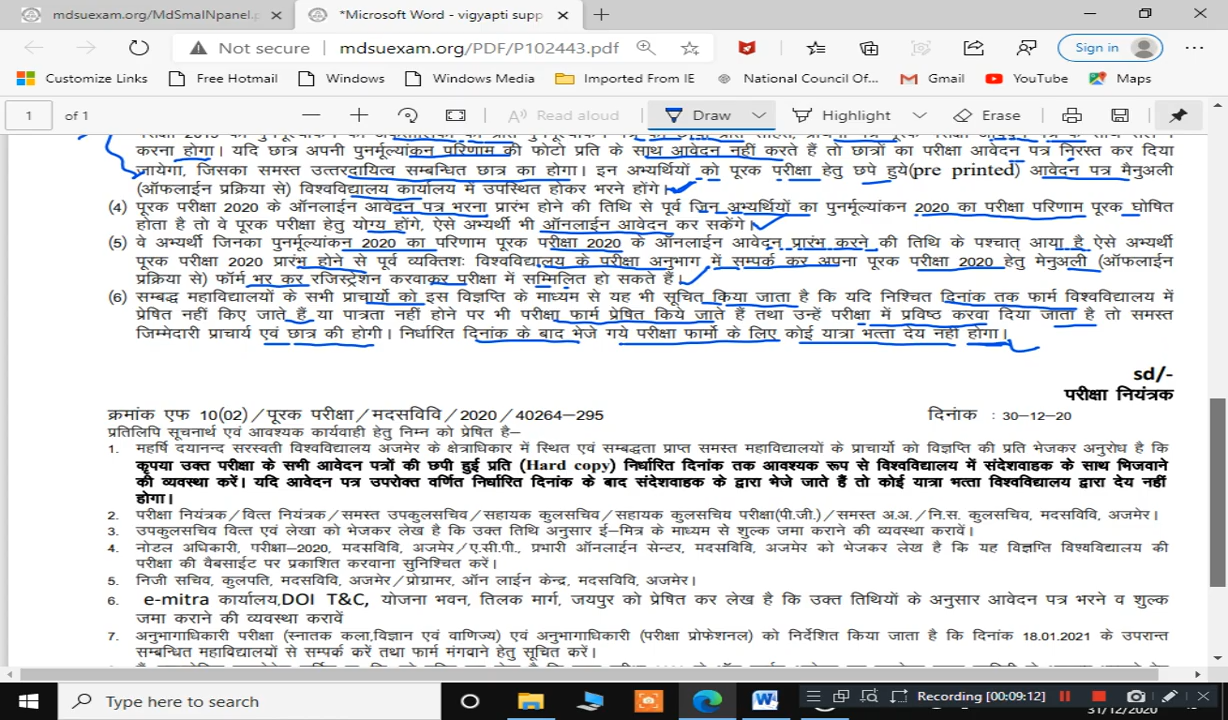 mdsuexam.org/MdSmalNpanel.
*Microsoft Word - vigyapti supp
Not secure
mdsuexam.org/PDF/P102443.pdf
Sign in
Customize Links
Free Hotmail
Windows
Windows Media
Imported From IE
National Council Of...
Gmail
YouTube
Maps
1 of 1
Read aloud
Draw
Highlight
Erase
करना होगा। यदि छात्र अपनी पुनर्मूल्यांकन परिणाम की फोटो प्रति के साथ आवेदन नहीं करते हैं तो छात्रों का परीक्षा आवेदन पत्र निरस्त कर दिया
जायेगा, जिसका समस्त उत्तरदायित्व सम्बन्धित छात्र का होगा। इन अभ्यर्थियों को पूरक परीक्षा हेतु छपे हुये(pre printed) आवेदन पत्र मैनुअली
(ऑफलाईन प्रक्रिया से) विश्वविद्यालय कार्यालय में उपस्थित होकर भरने होंगे।
(4) पूरक परीक्षा 2020 के ऑनलाईन आवेदन पत्र भरना प्रारंभ होने की तिथि से पूर्व जिन अभ्यर्थियों का पुनर्मूल्यांकन 2020 का परीक्षा परिणाम पूरक घोषित
होता है तो वे पूरक परीक्षा हेतु योग्य होंगे, ऐसे अभ्यर्थी भी ऑनलाईन आवेदन कर सकेंगे।
(5) वे अभ्यर्थी जिनका पुनर्मूल्यांकन 2020 का परिणाम पूरक परीक्षा 2020 के ऑनलाईन आवेदन प्रारंभ करने की तिथि के पश्चात् आया है ऐसे अभ्यर्थी
पूरक परीक्षा 2020 प्रारंभ होने से पूर्व व्यक्तिशः विश्वविद्यालय के परीक्षा अनुभाग में सम्पर्क कर अपना पूरक परीक्षा 2020 हेतु मेनुअली (ऑफलाईन
प्रक्रिया से) फॉर्म भर कर रजिस्ट्रेशन करवाकर परीक्षा में सम्मिलित हो सकते हैं।
(6) सम्बद्ध महाविद्यालयों के सभी प्राचार्यो को इस विज्ञप्ति के माध्यम से यह भी सूचित किया जाता है कि यदि निश्चित दिनांक तक फार्म विश्वविद्यालय में
प्रेषित नहीं किए जाते हैं या पात्रता नहीं होने पर भी परीक्षा फार्म प्रेषित किये जाते हैं तथा उन्हें परीक्षा में प्रविष्ठ करवा दिया जाता है तो समस्त
जिम्मेदारी प्राचार्य एवं छात्र की होगी। निर्धारित दिनांक के बाद भेजे गये परीक्षा फार्मो के लिए कोई यात्रा भत्ता देय नहीं होगा।
sd/-
परीक्षा नियंत्रक
क्रमांक एफ 10(02)/पूरक परीक्षा/मदसविवि/2020/40264-295 दिनांक : 30-12-20
प्रतिलिपि सूचनार्थ एवं आवश्यक कार्यवाही हेतु निम्न को प्रेषित है-
1. महर्षि दयानन्द सरस्वती विश्वविद्यालय अजमेर के क्षेत्राधिकार में स्थित एवं सम्बद्धता प्राप्त समस्त महाविद्यालयों के प्राचार्यो को विज्ञप्ति की प्रति भेजकर अनुरोध है कि
कृपया उक्त परीक्षा के सभी आवेदन पत्रों की छपी हुई प्रति (Hard copy) निर्धारित दिनांक तक आवश्यक रूप से विश्वविद्यालय में संदेशवाहक के साथ भिजवाने
की व्यवस्था करें। यदि आवेदन पत्र उपरोक्त वर्णित निर्धारित दिनांक के बाद संदेशवाहक के द्वारा भेजे जाते हैं तो कोई यात्रा भत्ता विश्वविद्यालय द्वारा देय नहीं
होगा।
2. परीक्षा नियंत्रक/वित्त नियंत्रक/समस्त उपकुलसचिव/सहायक कुलसचिव/सहायक कुलसचिव परीक्षा(पी.जी.)/समस्त अ.अ./नि.स. कुलसचिव, मदसविवि, अजमेर।
3. उपकुलसचिव वित्त एवं लेखा को भेजकर लेख है कि उक्त तिथि अनुसार ई-मित्र के माध्यम से शुल्क जमा कराने की व्यवस्था करावें।
4. नोडल अधिकारी, परीक्षा-2020, मदसविवि, अजमेर/ए.सी.पी., प्रभारी ऑनलाईन सेन्टर, मदसविवि, अजमेर को भेजकर लेख है कि यह विज्ञप्ति विश्वविद्यालय की
परीक्षा की वैबसाईट पर प्रकाशित करवाना सुनिश्चित करें।
5. निजी सचिव, कुलपति, मदसविवि, अजमेर/प्रोग्रामर, ऑन लाईन केन्द्र, मदसविवि, अजमेर।
6. e-mitra कार्यालय,DOI T&C, योजना भवन, तिलक मार्ग, जयपुर को प्रेषित कर लेख है कि उक्त तिथियों के अनुसार आवेदन पत्र भरने व शुल्क
जमा कराने की व्यवस्था करावें
7. अनुभागाधिकारी परीक्षा (स्नातक कला,विज्ञान एवं वाणिज्य) एवं अनुभागाधिकारी (परीक्षा प्रोफेशनल) को निर्देशित किया जाता है कि दिनांक 18.01.2021 के उपरान्त
सम्बन्धित महाविद्यालयों से सम्पर्क करें तथा फार्म मंगवाने हेतु सूचित करें।
Type here to search
Recording [00:09:12]
31/12/2020